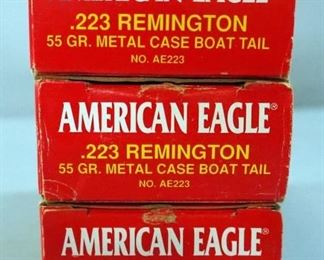 AMERICAN EAGLE
.223 REMINGTON
55 GR. METAL CASE BOAT TAIL
NO. AE223
AMERICAN EAGLE®
.223 REMINGTON
55 GR. METAL CASE BOAT TAIL
NO. AE223
AMERICAN EAGLE®